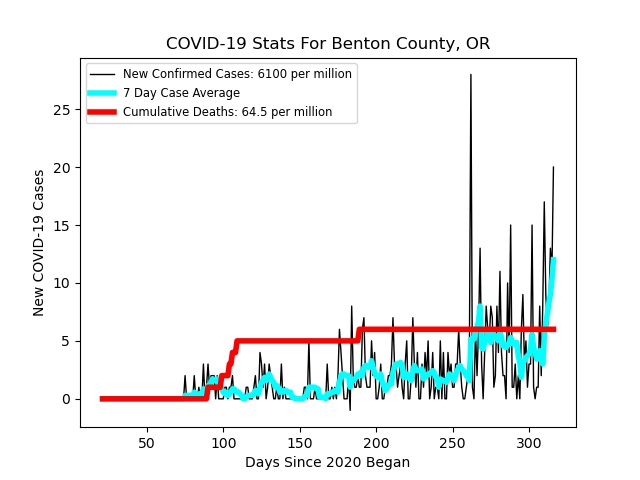 COVID-19 Stats For Benton County, OR
New Confirmed Cases: 6100 per million
7 Day Case Average
Cumulative Deaths: 64.5 per million
New COVID-19 Cases
25
20
15
10
5
0
50 100 150 200 250 300
Days Since 2020 Began